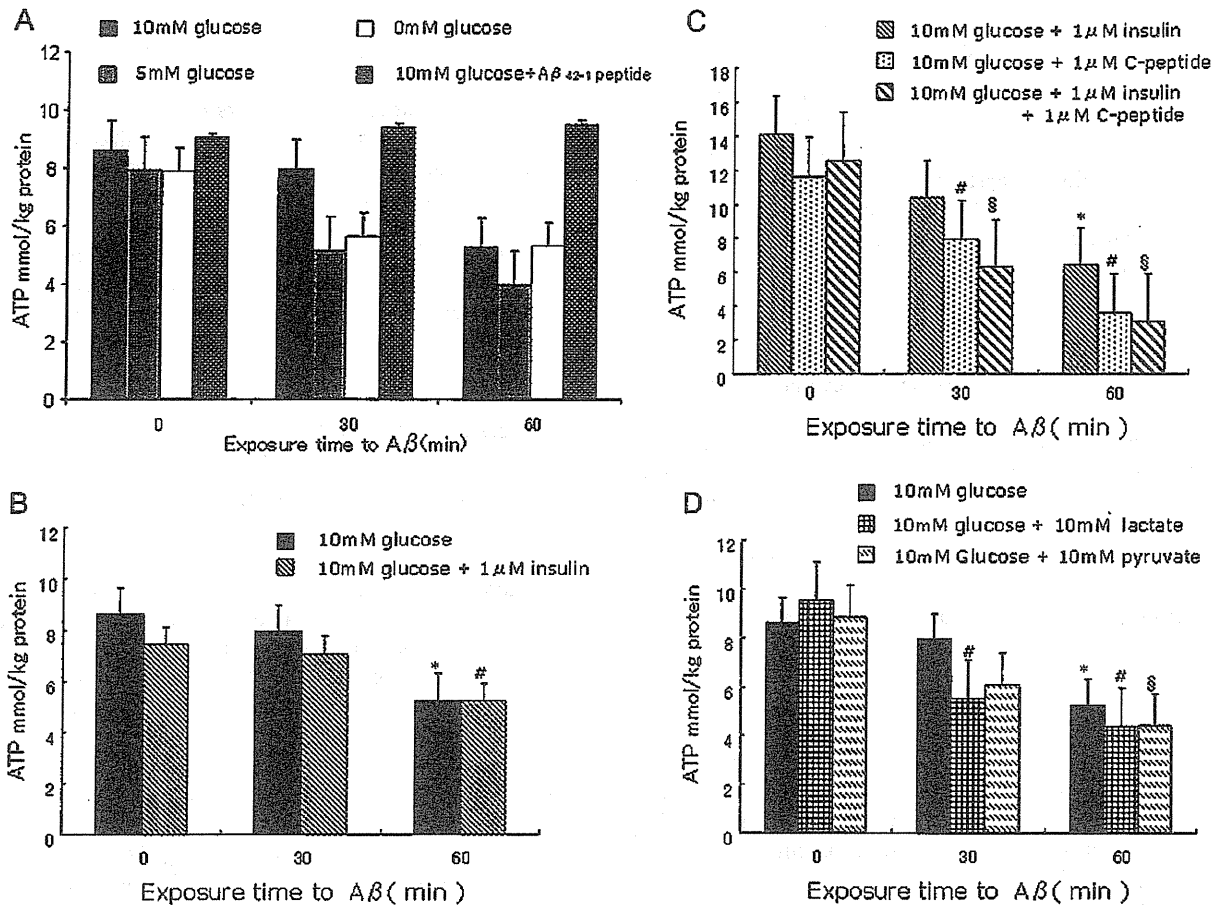 A
10mM glucose
0mM glucose
5mM glucose
10mM glucose+Aβ 42-1 peptide
ATP mmol/kg protein
12
10
8
6
4
2
0
0 30 60
Exposure time to Aβ(min)
B
10mM glucose
10mM glucose + 1μM insulin
ATP mmol/kg protein
12
10
8
6
4
2
0
* #
0 30 60
Exposure time to Aβ( min )
C
10mM glucose + 1μM insulin
10mM glucose + 1μM C-peptide
10mM glucose + 1μM insulin
+ 1μM C-peptide
ATP mmol/kg protein
18
16
14
12
10
8
6
4
2
0
# § * # §
0 30 60
Exposure time to Aβ( min )
D
10mM glucose
10mM glucose + 10mM lactate
10mM Glucose + 10mM pyruvate
ATP mmol/kg protein
12
10
8
6
4
2
0
# * # §
0 30 60
Exposure time to Aβ( min )